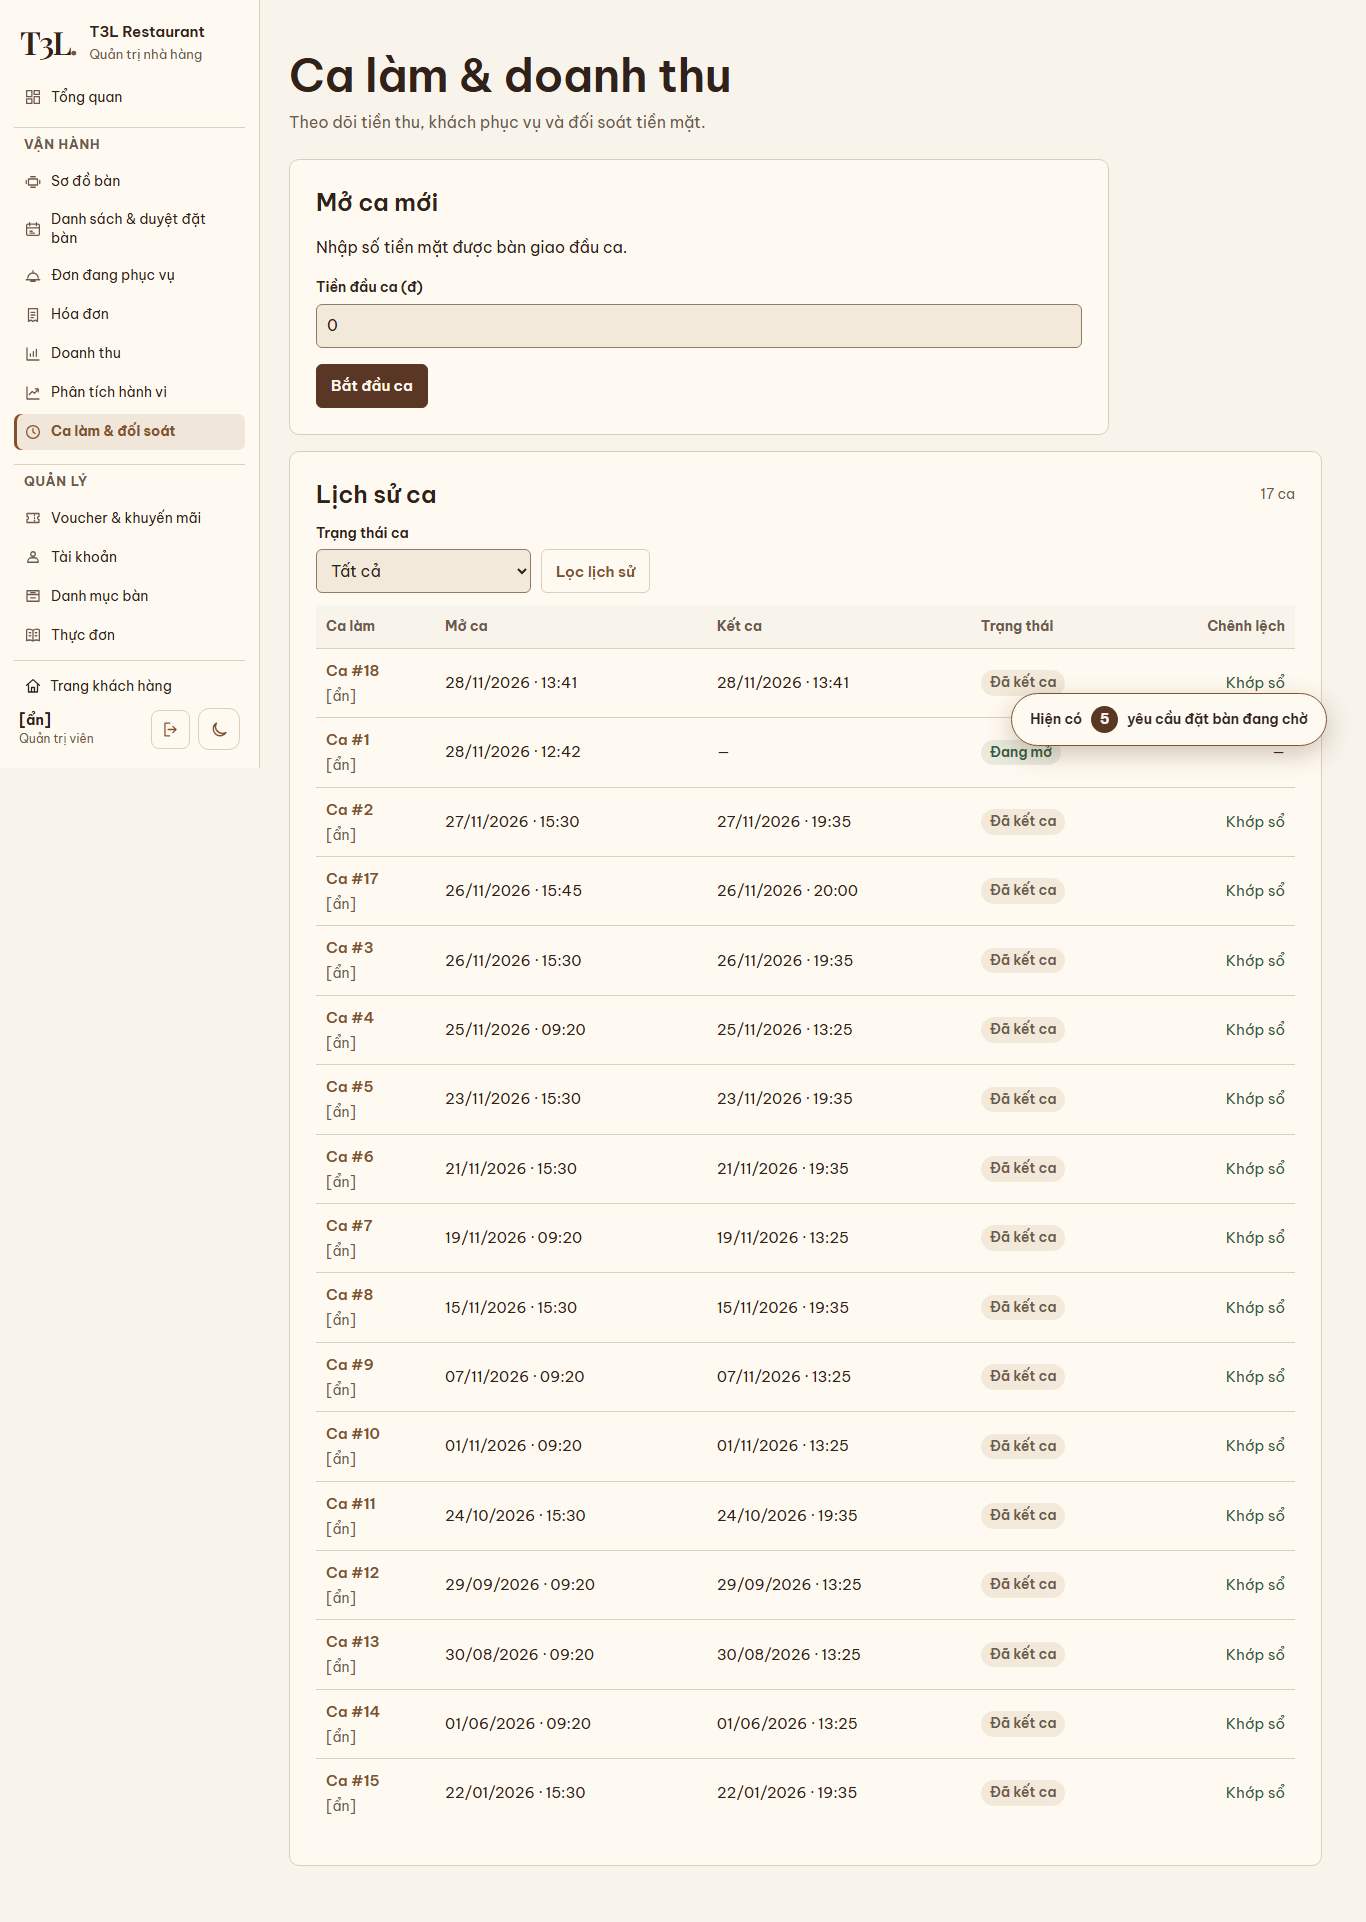 T3L.
T3L Restaurant
Quản trị nhà hàng
Tổng quan
VẬN HÀNH
Sơ đồ bàn
Danh sách & duyệt đặt
bàn
Đơn đang phục vụ
Hóa đơn
Doanh thu
Phân tích hành vi
Ca làm & đối soát
QUẢN LÝ
Voucher & khuyến mãi
Tài khoản
Danh mục bàn
Thực đơn
Trang khách hàng
[ẩn]
Quản trị viên
Ca làm & doanh thu
Theo dõi tiền thu, khách phục vụ và đối soát tiền mặt.
Mở ca mới
Nhập số tiền mặt được bàn giao đầu ca.
Tiền đầu ca (đ)
0
Bắt đầu ca
Lịch sử ca
17 ca
Trạng thái ca
Tất cả
Lọc lịch sử
Ca làm Mở ca Kết ca Trạng thái Chênh lệch
Ca #18 28/11/2026 · 13:41 28/11/2026 · 13:41 Đã kết ca Khớp sổ
[ẩn]
Hiện có 5 yêu cầu đặt bàn đang chờ
Ca #1 28/11/2026 · 12:42 — Đang mở —
[ẩn]
Ca #2 27/11/2026 · 15:30 27/11/2026 · 19:35 Đã kết ca Khớp sổ
[ẩn]
Ca #17 26/11/2026 · 15:45 26/11/2026 · 20:00 Đã kết ca Khớp sổ
[ẩn]
Ca #3 26/11/2026 · 15:30 26/11/2026 · 19:35 Đã kết ca Khớp sổ
[ẩn]
Ca #4 25/11/2026 · 09:20 25/11/2026 · 13:25 Đã kết ca Khớp sổ
[ẩn]
Ca #5 23/11/2026 · 15:30 23/11/2026 · 19:35 Đã kết ca Khớp sổ
[ẩn]
Ca #6 21/11/2026 · 15:30 21/11/2026 · 19:35 Đã kết ca Khớp sổ
[ẩn]
Ca #7 19/11/2026 · 09:20 19/11/2026 · 13:25 Đã kết ca Khớp sổ
[ẩn]
Ca #8 15/11/2026 · 15:30 15/11/2026 · 19:35 Đã kết ca Khớp sổ
[ẩn]
Ca #9 07/11/2026 · 09:20 07/11/2026 · 13:25 Đã kết ca Khớp sổ
[ẩn]
Ca #10 01/11/2026 · 09:20 01/11/2026 · 13:25 Đã kết ca Khớp sổ
[ẩn]
Ca #11 24/10/2026 · 15:30 24/10/2026 · 19:35 Đã kết ca Khớp sổ
[ẩn]
Ca #12 29/09/2026 · 09:20 29/09/2026 · 13:25 Đã kết ca Khớp sổ
[ẩn]
Ca #13 30/08/2026 · 09:20 30/08/2026 · 13:25 Đã kết ca Khớp sổ
[ẩn]
Ca #14 01/06/2026 · 09:20 01/06/2026 · 13:25 Đã kết ca Khớp sổ
[ẩn]
Ca #15 22/01/2026 · 15:30 22/01/2026 · 19:35 Đã kết ca Khớp sổ
[ẩn]